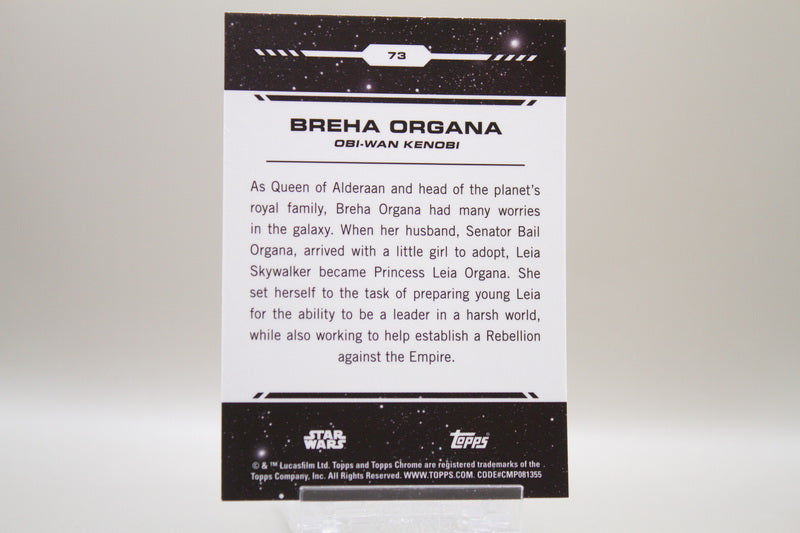 73
BREHA ORGANA
OBI-WAN KENOBI
As Queen of Alderaan and head of the planet's
royal family, Breha Organa had many worries
in the galaxy. When her husband, Senator Bail
Organa, arrived with a little girl to adopt, Leia
Skywalker became Princess Leia Organa. She
set herself to the task of preparing young Leia
for the ability to be a leader in a harsh world,
while also working to help establish a Rebellion
against the Empire.
STAR
WARS
Topps
© & ™ Lucasfilm Ltd. Topps and Topps Chrome are registered trademarks of the
Topps Company, Inc. All Rights Reserved. WWW.TOPPS.COM. CODE#CMP081355